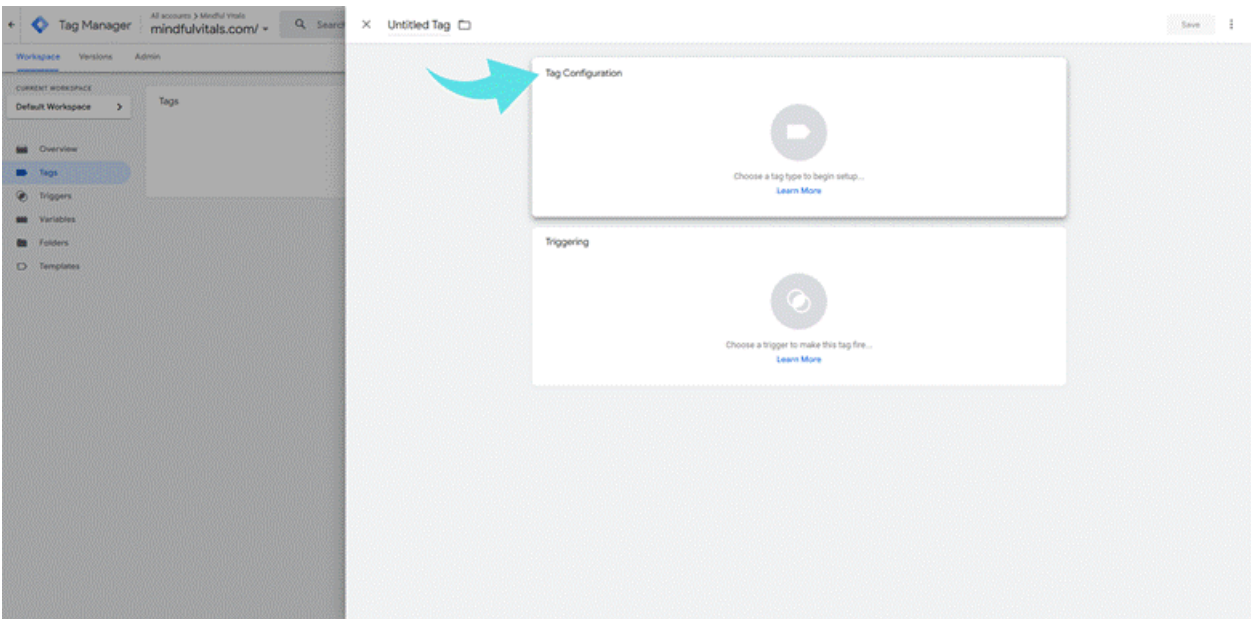 Tag Manager
All accounts > Mindful Vitals
mindfulvitals.com/
Search
Untitled Tag
Save
Workspace Versions Admin
CURRENT WORKSPACE
Default Workspace
Tags
Overview
Tags
Triggers
Variables
Folders
Templates
Tag Configuration
Choose a tag type to begin setup...
Learn More
Triggering
Choose a trigger to make this tag fire...
Learn More